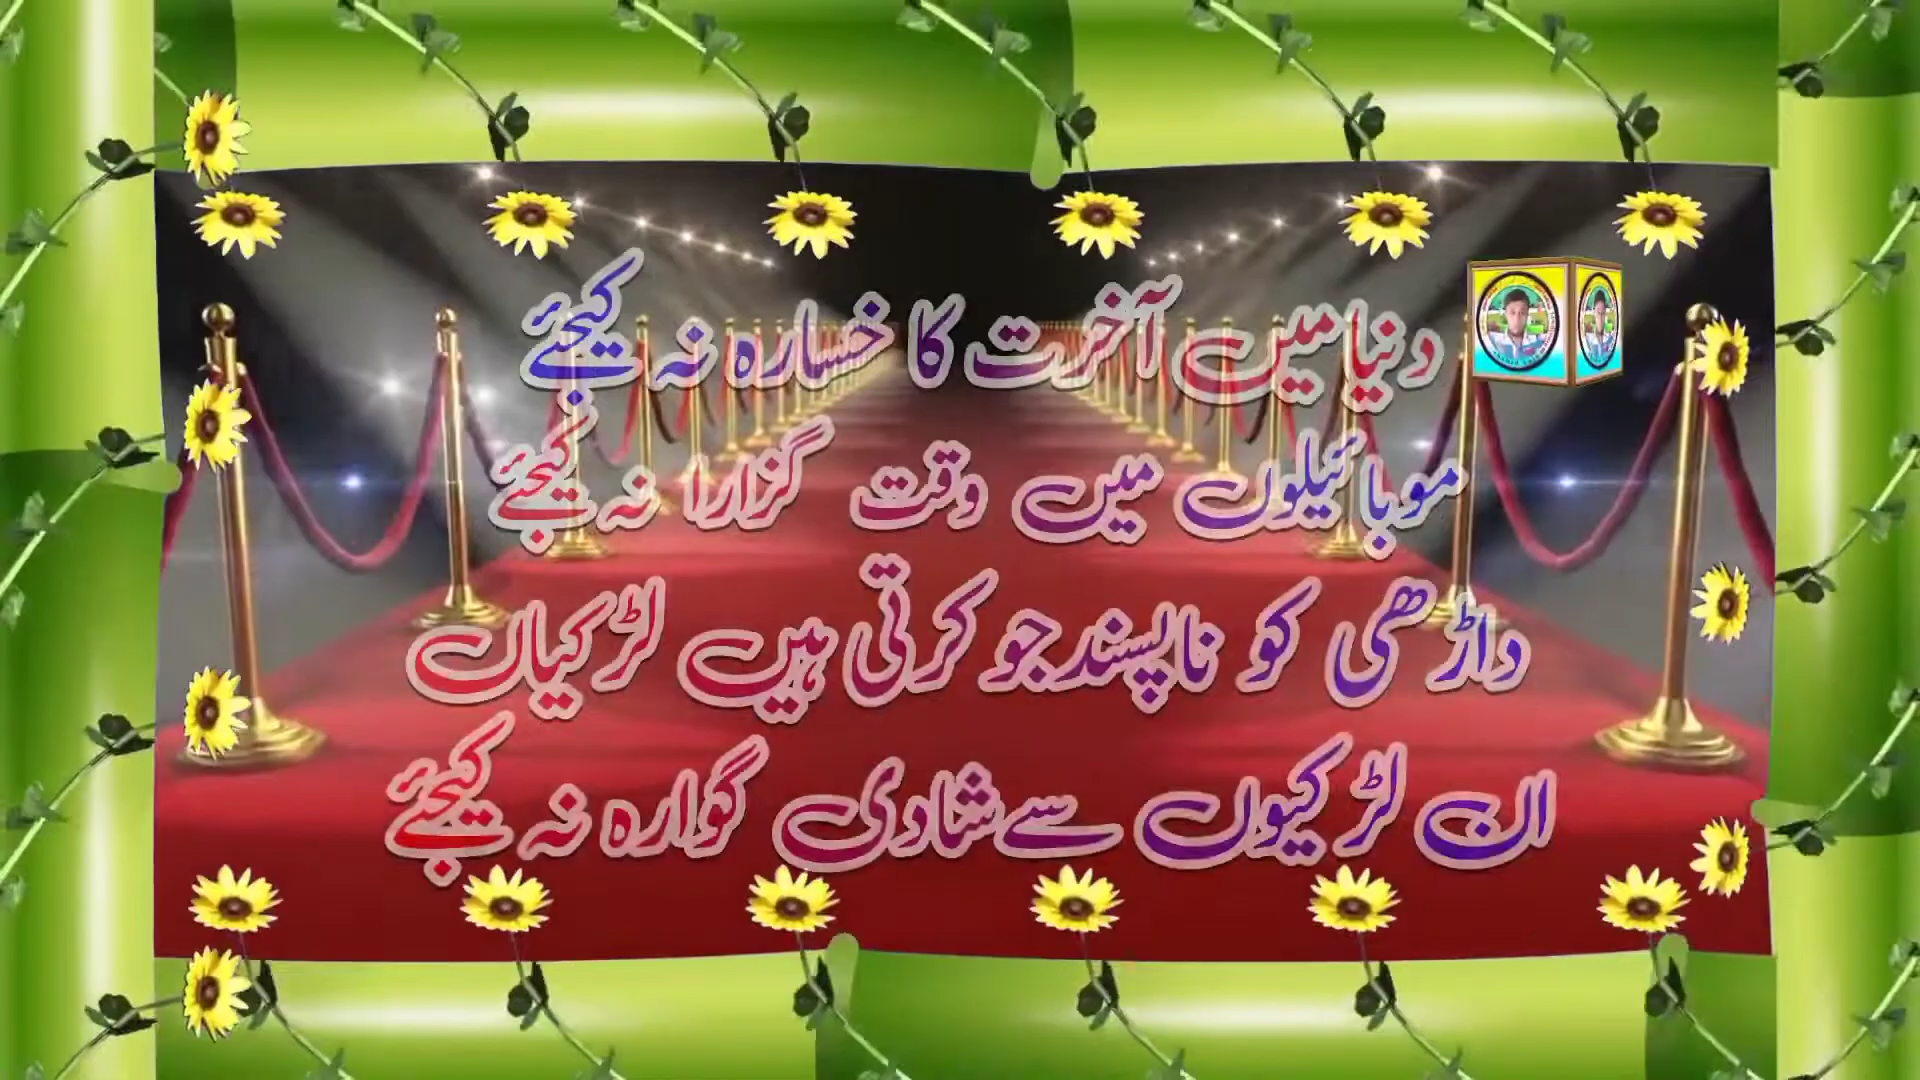 دنیا میں آخرت کا خسارہ نہ کیجئے
موبائیلوں میں وقت گزارا نہ کیجئے
داڑھی کو ناپسند جو کرتی ہیں لڑکیاں
ان لڑکیوں سے شادی گوارہ نہ کیجئے